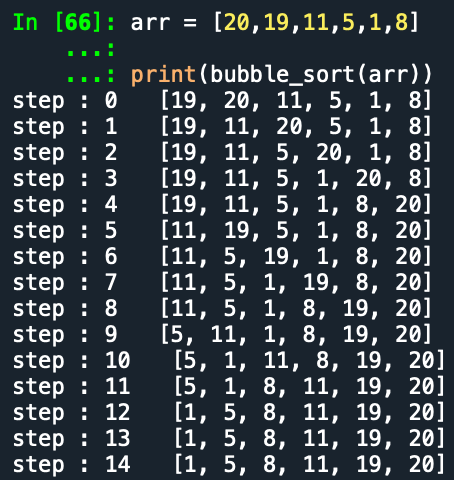 In [66]: arr = [20,19,11,5,1,8]
...:
...: print(bubble_sort(arr))
step : 0 [19, 20, 11, 5, 1, 8]
step : 1 [19, 11, 20, 5, 1, 8]
step : 2 [19, 11, 5, 20, 1, 8]
step : 3 [19, 11, 5, 1, 20, 8]
step : 4 [19, 11, 5, 1, 8, 20]
step : 5 [11, 19, 5, 1, 8, 20]
step : 6 [11, 5, 19, 1, 8, 20]
step : 7 [11, 5, 1, 19, 8, 20]
step : 8 [11, 5, 1, 8, 19, 20]
step : 9 [5, 11, 1, 8, 19, 20]
step : 10 [5, 1, 11, 8, 19, 20]
step : 11 [5, 1, 8, 11, 19, 20]
step : 12 [1, 5, 8, 11, 19, 20]
step : 13 [1, 5, 8, 11, 19, 20]
step : 14 [1, 5, 8, 11, 19, 20]